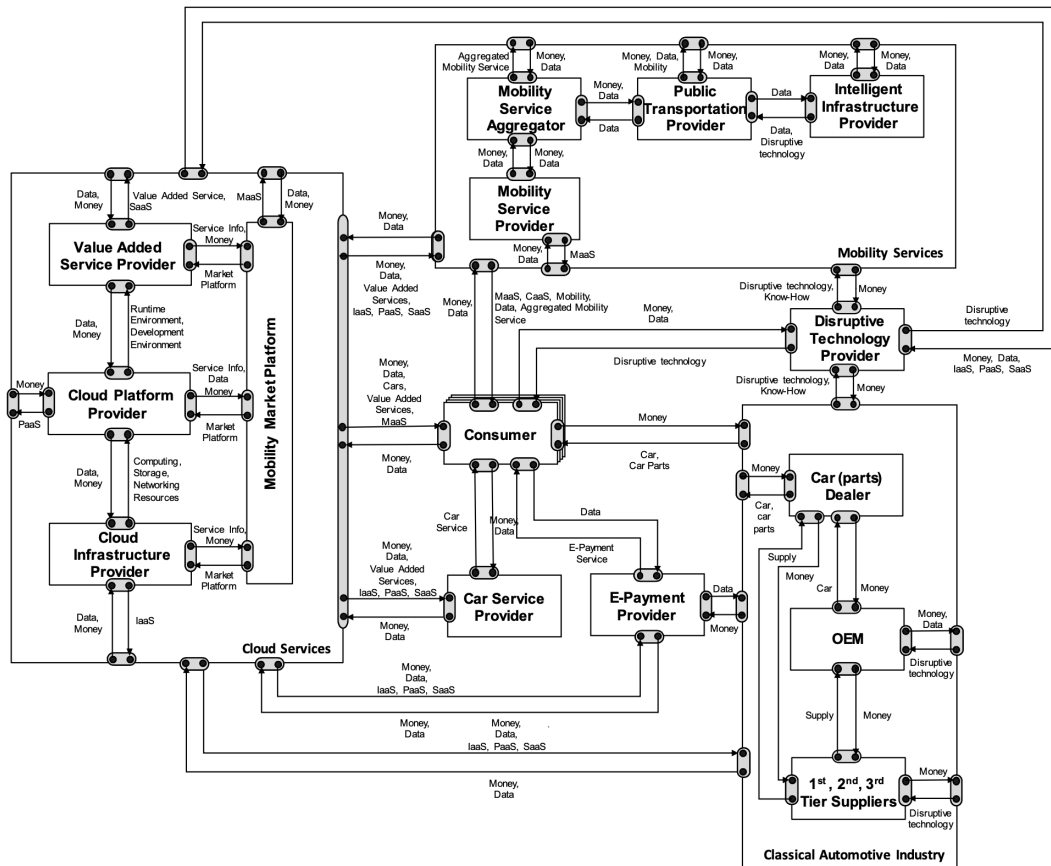 Aggregated
Mobility Service
Money,
Data
Money, Data,
Mobility
Money,
Data
Money,
Data
Money,
Data
Mobility
Service
Aggregator
Money,
Data
Data
Public
Transportation
Provider
Data
Data,
Disruptive
technology
Intelligent
Infrastructure
Provider
Money,
Data
Money,
Data
Mobility
Service
Provider
Money,
Data
MaaS
Mobility Services
Data,
Money
Value Added Service,
SaaS
MaaS
Data,
Money
Value Added
Service Provider
Service Info,
Money
Market
Platform
Money,
Data
Money,
Data,
Value Added
Services,
IaaS, PaaS, SaaS
Data,
Money
Runtime
Environment,
Development
Environment
Mobility Market Platform
Money,
Data
MaaS, CaaS, Mobility,
Data, Aggregated Mobility
Service
Disruptive technology,
Know-How
Money
Money,
Data
Disruptive technology
Disruptive
Technology
Provider
Disruptive
technology
Money, Data,
IaaS, PaaS, SaaS
Disruptive technology,
Know-How
Money
Money
PaaS
Cloud Platform
Provider
Service Info,
Data
Money
Market
Platform
Money,
Data,
Cars,
Value Added
Services,
MaaS
Money,
Data
Consumer
Money
Car,
Car Parts
Data,
Money
Computing,
Storage,
Networking
Resources
Money
Car,
car
parts
Car (parts)
Dealer
Cloud
Infrastructure
Provider
Service Info,
Money
Market
Platform
Car
Service
Money,
Data
Data
E-Payment
Service
Supply
Money
Car
Money
Data,
Money
IaaS
Money,
Data,
Value Added
Services,
IaaS, PaaS, SaaS
Money,
Data
Car Service
Provider
E-Payment
Provider
Data
Money
OEM
Money,
Data
Disruptive
technology
Cloud Services
Money,
Data,
IaaS, PaaS, SaaS
Money,
Data
Money,
Data,
IaaS, PaaS, SaaS
Money,
Data
Supply
Money
1st, 2nd, 3rd
Tier Suppliers
Money
Disruptive
technology
Classical Automotive Industry